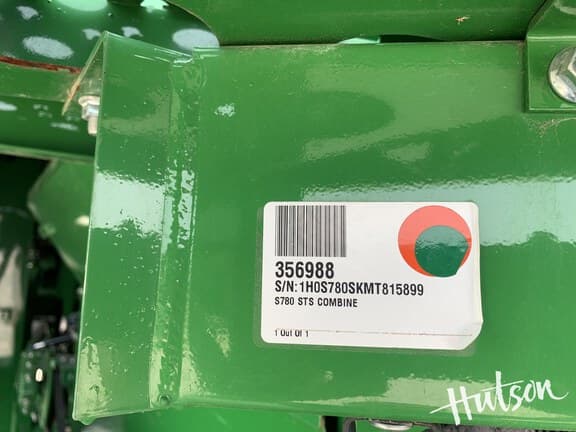 356988
S/N:1H0S780SKMT815899
S780 STS COMBINE
1 Out Of 1
Hutson